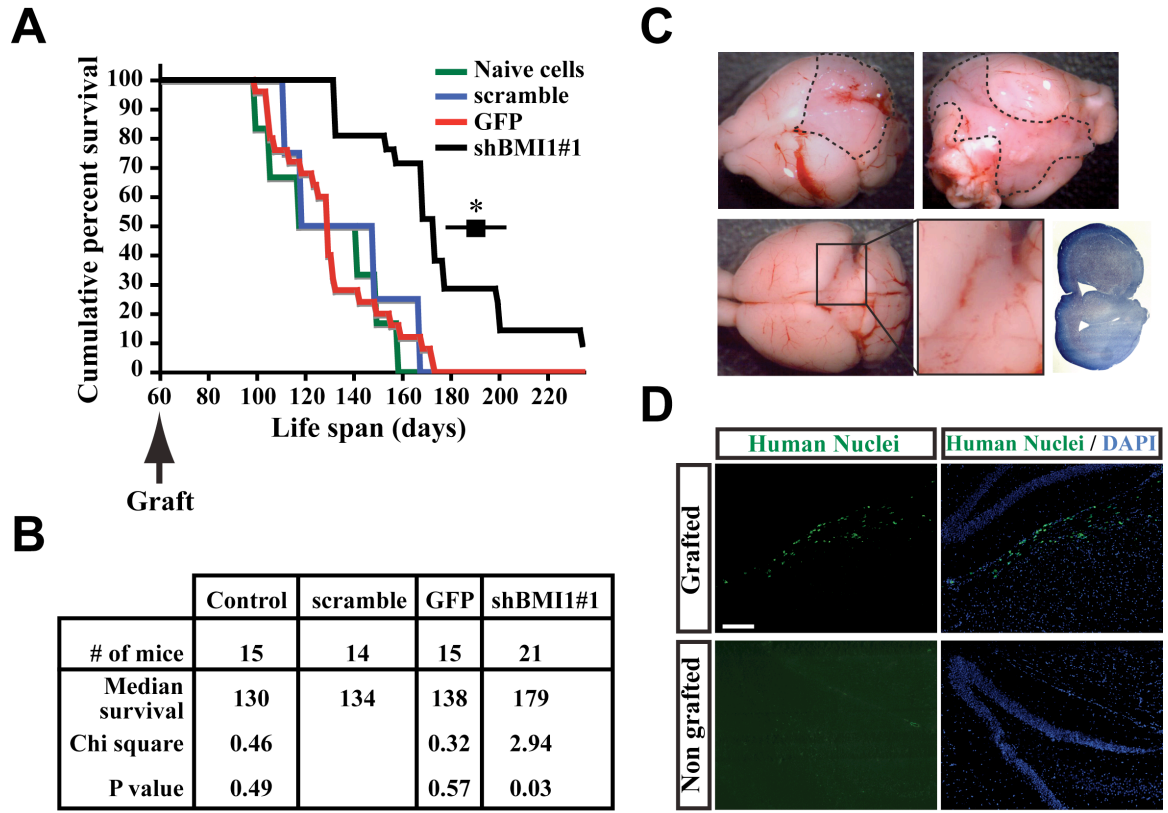 A
Cumulative percent survival
100
90
80
70
60
50
40
30
20
10
0
60 80 100 120 140 160 180 200 220
Life span (days)
Graft
Naive cells
scramble
GFP
shBMI1#1
*
B
Control scramble GFP shBMI1#1
# of mice 15 14 15 21
Median
survival 130 134 138 179
Chi square 0.46 0.32 2.94
P value 0.49 0.57 0.03
C
D
Human Nuclei
Human Nuclei / DAPI
Grafted
Non grafted